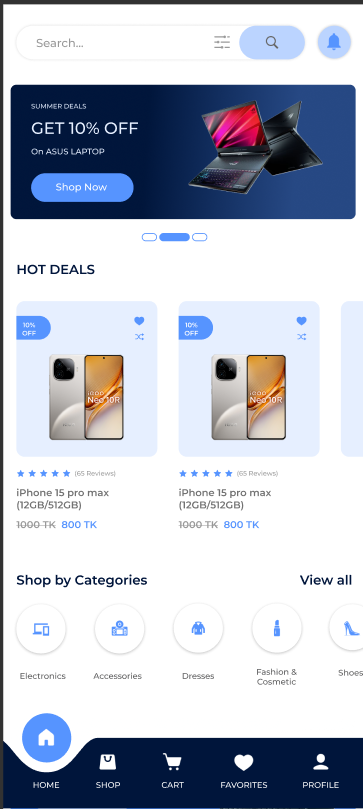 Search...
SUMMER DEALS
GET 10% OFF
On ASUS LAPTOP
Shop Now
HOT DEALS
10%
OFF
iQOO
Neo 10R
(65 Reviews)
iPhone 15 pro max
(12GB/512GB)
1000 TK 800 TK
10%
OFF
iQOO
Neo 10R
(65 Reviews)
iPhone 15 pro max
(12GB/512GB)
1000 TK 800 TK
Shop by Categories
View all
Electronics
Accessories
Dresses
Fashion &
Cosmetic
Shoes
HOME
SHOP
CART
FAVORITES
PROFILE